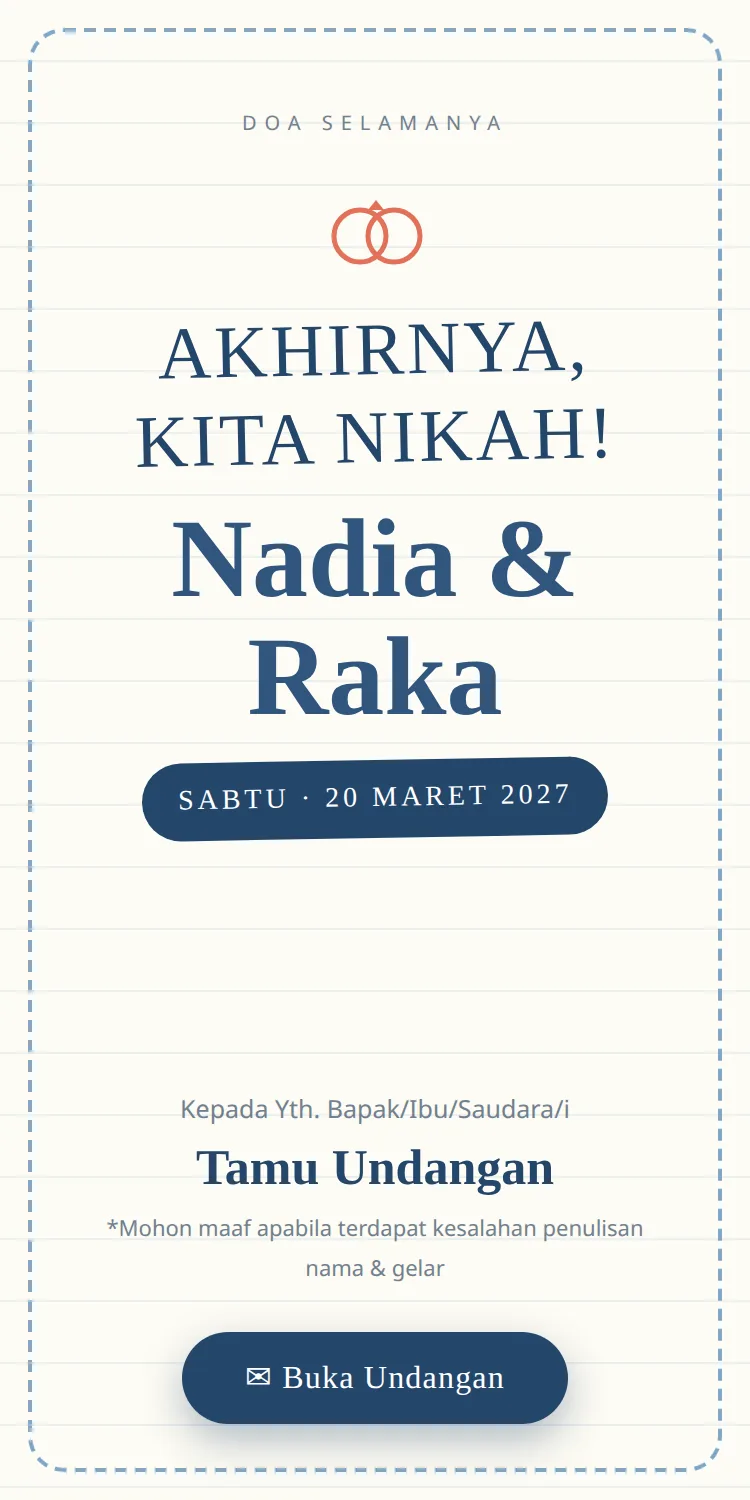 DOA SELAMANYA
AKHIRNYA,
KITA NIKAH!
Nadia &
Raka
SABTU · 20 MARET 2027
Kepada Yth. Bapak/Ibu/Saudara/i
Tamu Undangan
*Mohon maaf apabila terdapat kesalahan penulisan
nama & gelar
✉ Buka Undangan